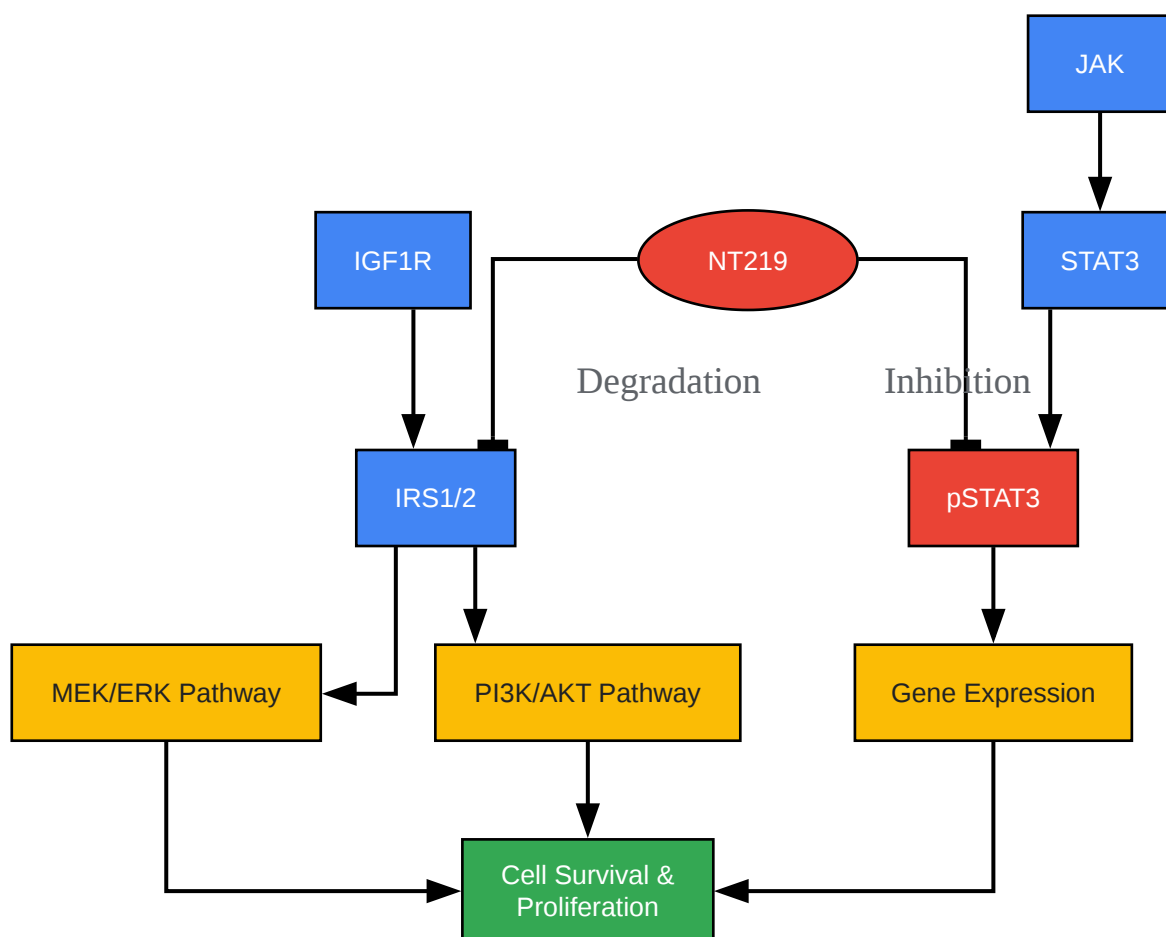 JAK
IGF1R
NT219
STAT3
Degradation
Inhibition
IRS1/2
pSTAT3
MEK/ERK Pathway
PI3K/AKT Pathway
Gene Expression
Cell Survival &
Proliferation